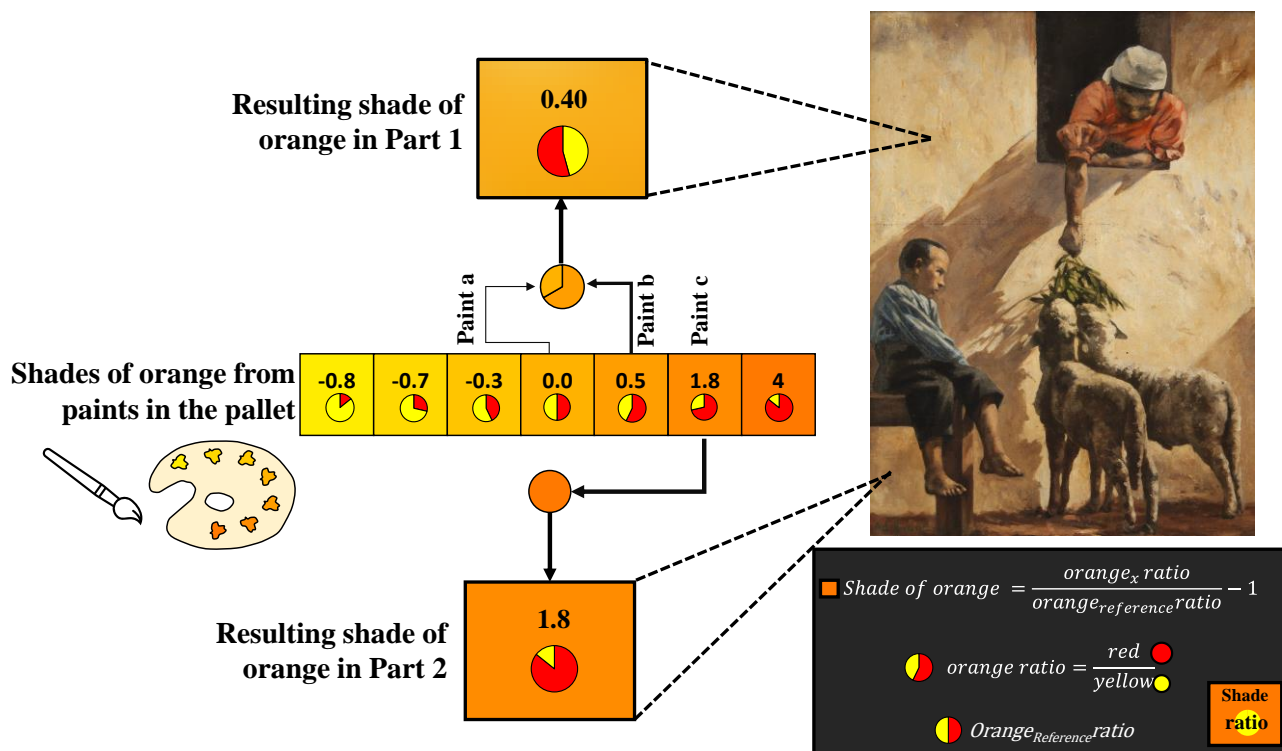 0.40
Resulting shade of
orange in Part 1
Paint a
Paint b
Paint c
Shades of orange from
paints in the pallet
-0.8 -0.7 -0.3 0.0 0.5 1.8 4
1.8
Resulting shade of
orange in Part 2
Shade of orange = orangeₓ ratio / orange_reference ratio − 1
orange ratio = red / yellow
Orange_Reference ratio
Shade
ratio